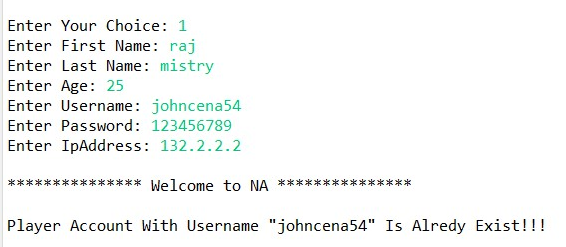 Enter Your Choice: 1
Enter First Name: raj
Enter Last Name: mistry
Enter Age: 25
Enter Username: johncena54
Enter Password: 123456789
Enter IpAddress: 132.2.2.2
*************** Welcome to NA ***************
Player Account With Username "johncena54" Is Alredy Exist!!!